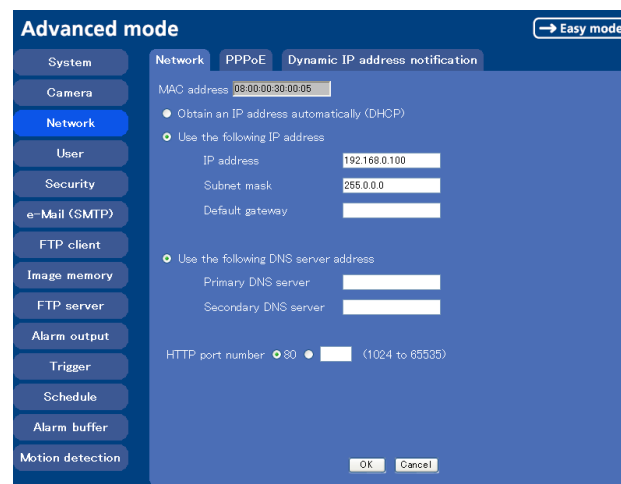 Advanced mode
→ Easy mode
System
Camera
Network
User
Security
e-Mail (SMTP)
FTP client
Image memory
FTP server
Alarm output
Trigger
Schedule
Alarm buffer
Motion detection
Network PPPoE Dynamic IP address notification
MAC address 08:00:00:30:00:05
Obtain an IP address automatically (DHCP)
Use the following IP address
IP address 192.168.0.100
Subnet mask 255.0.0.0
Default gateway
Use the following DNS server address
Primary DNS server
Secondary DNS server
HTTP port number 80 (1024 to 65535)
OK Cancel